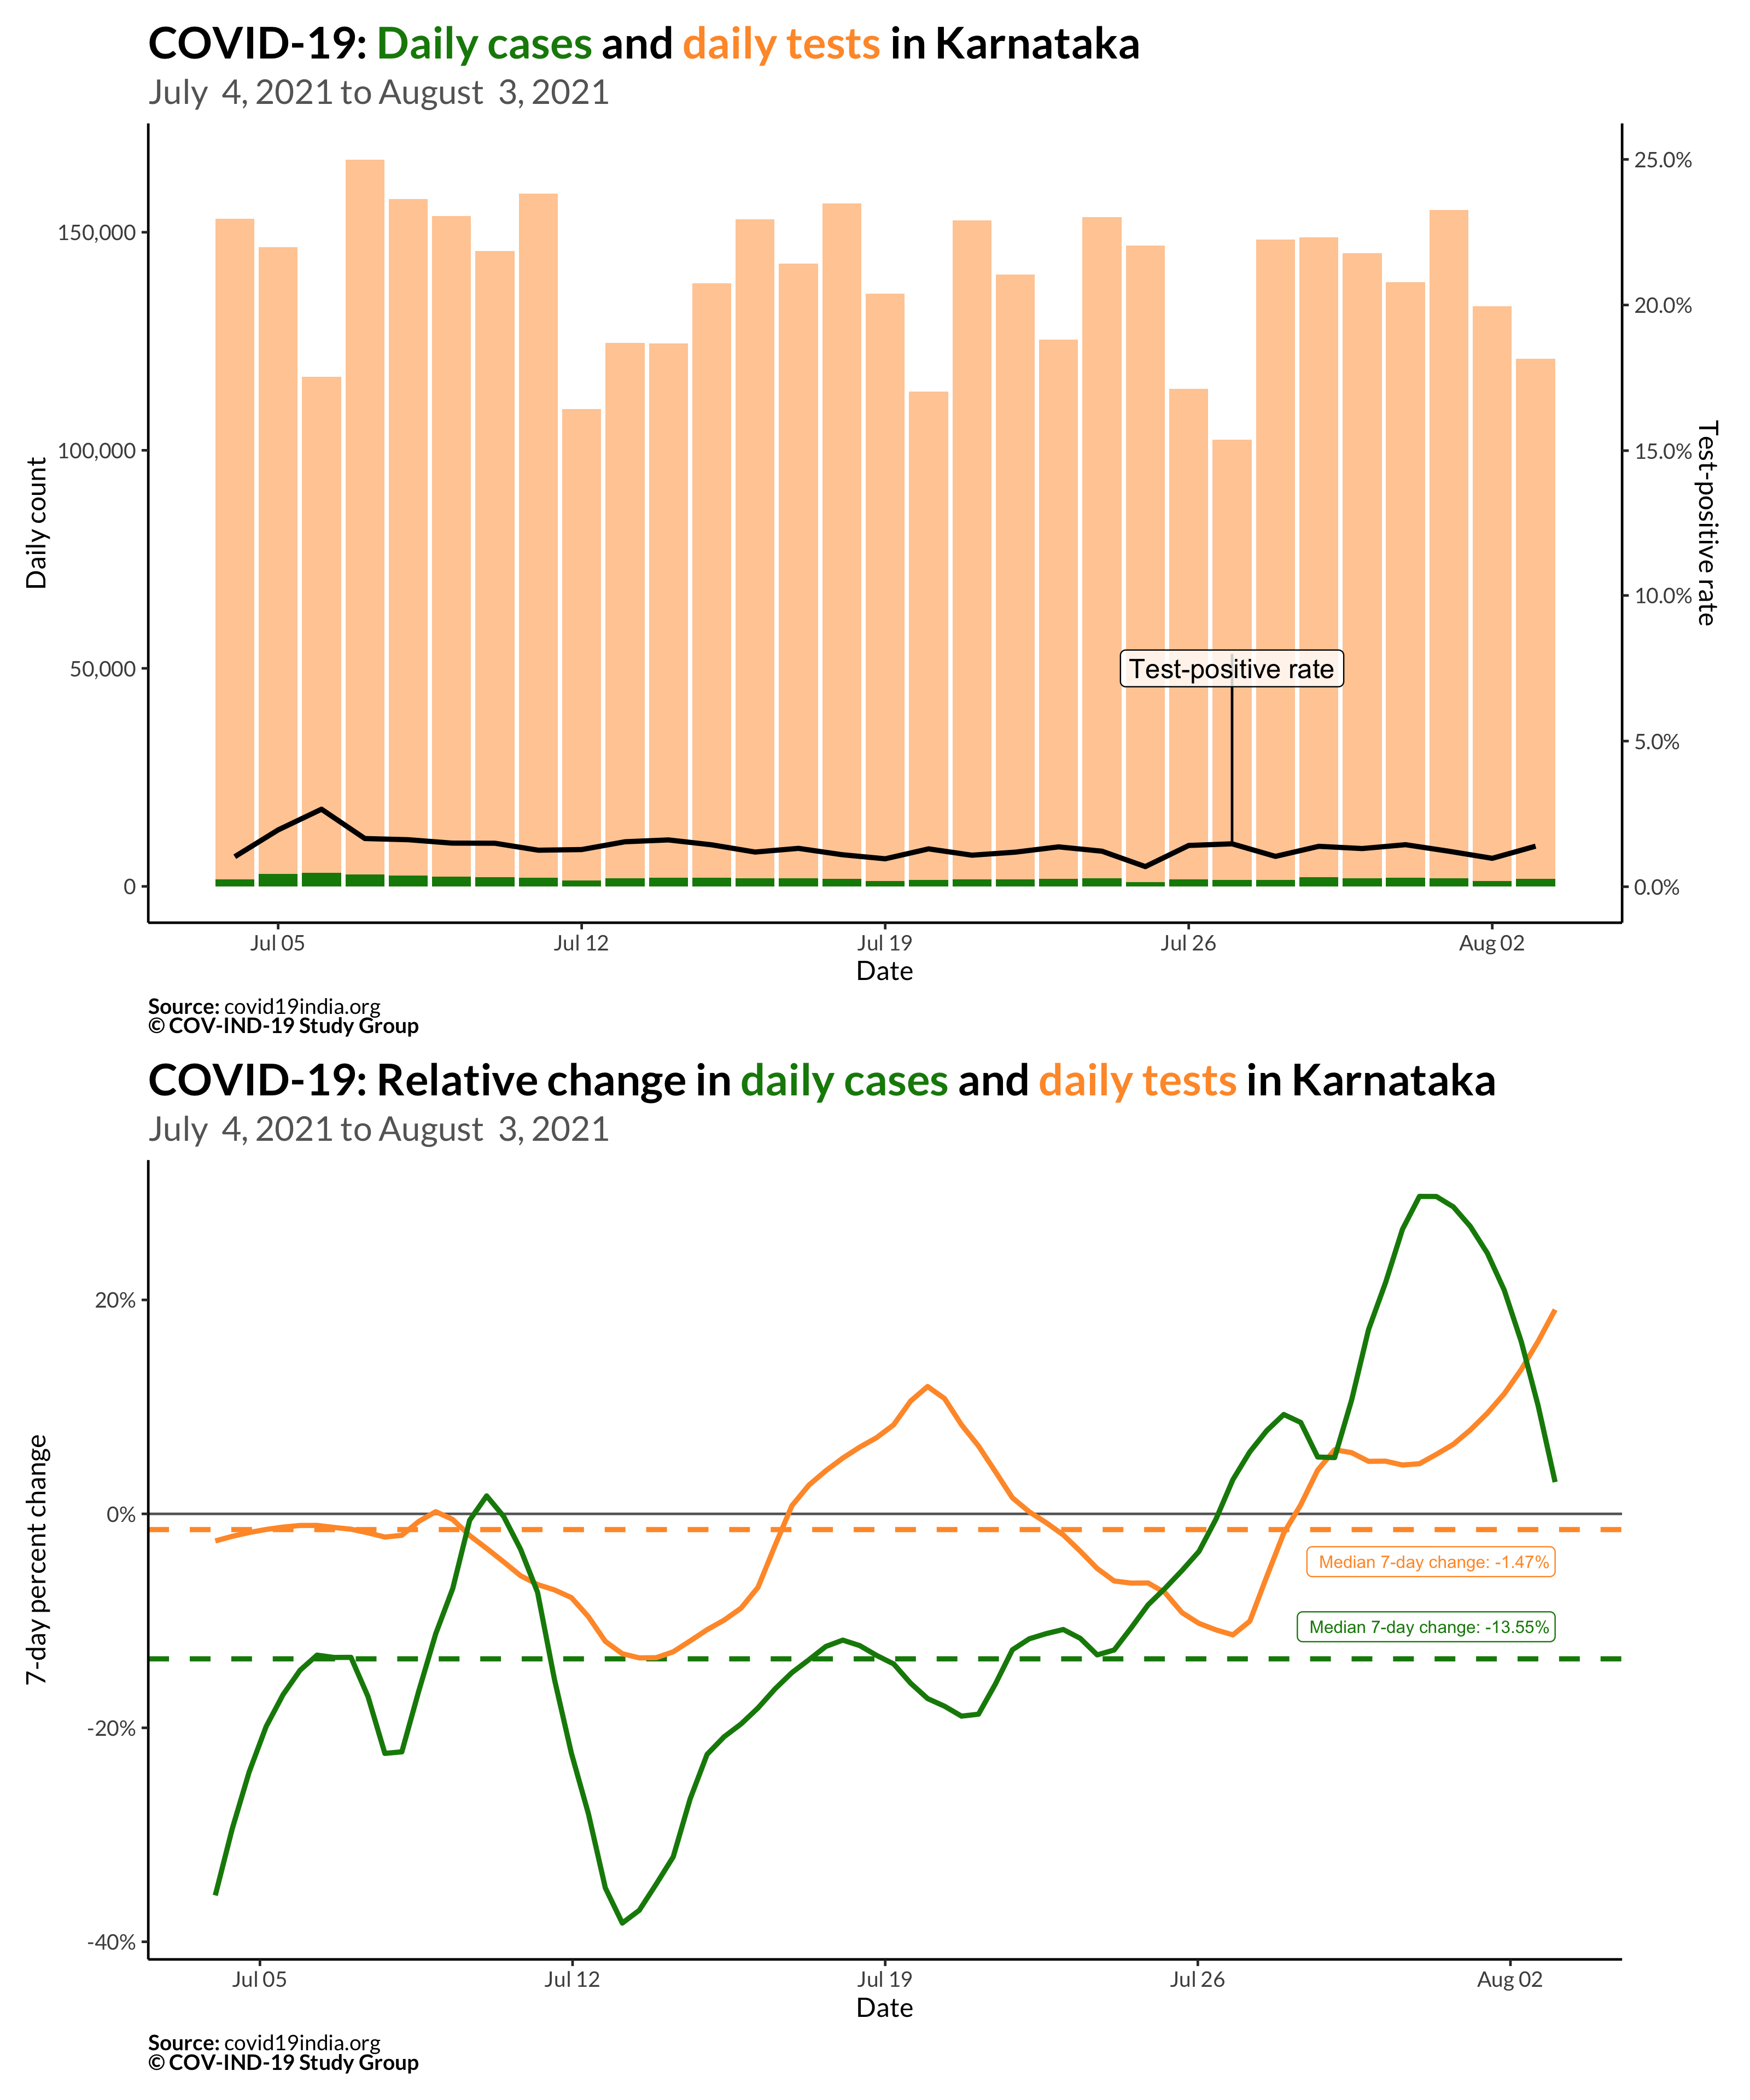 COVID-19: Daily cases and daily tests in Karnataka
July 4, 2021 to August 3, 2021
25.0%
150,000
20.0%
100,000
15.0%
Daily count
Test-positive rate
10.0%
50,000
Test-positive rate
5.0%
0
0.0%
Jul 05 Jul 12 Jul 19 Jul 26 Aug 02
Date
Source: covid19india.org
© COV-IND-19 Study Group
COVID-19: Relative change in daily cases and daily tests in Karnataka
July 4, 2021 to August 3, 2021
20%
0%
7-day percent change
Median 7-day change: -1.47%
Median 7-day change: -13.55%
-20%
-40%
Jul 05 Jul 12 Jul 19 Jul 26 Aug 02
Date
Source: covid19india.org
© COV-IND-19 Study Group